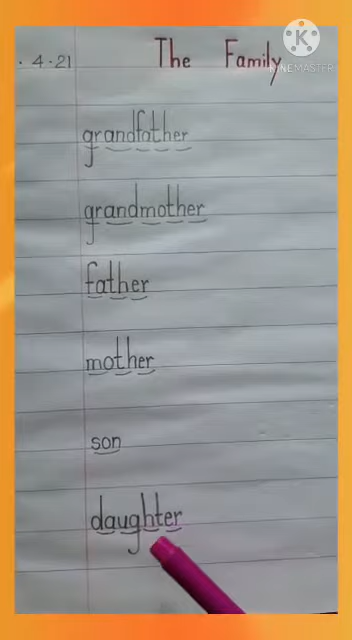 . 4. 21 The Family
KINEMASTER
grandfather
grandmother
father
mother
son
daughter